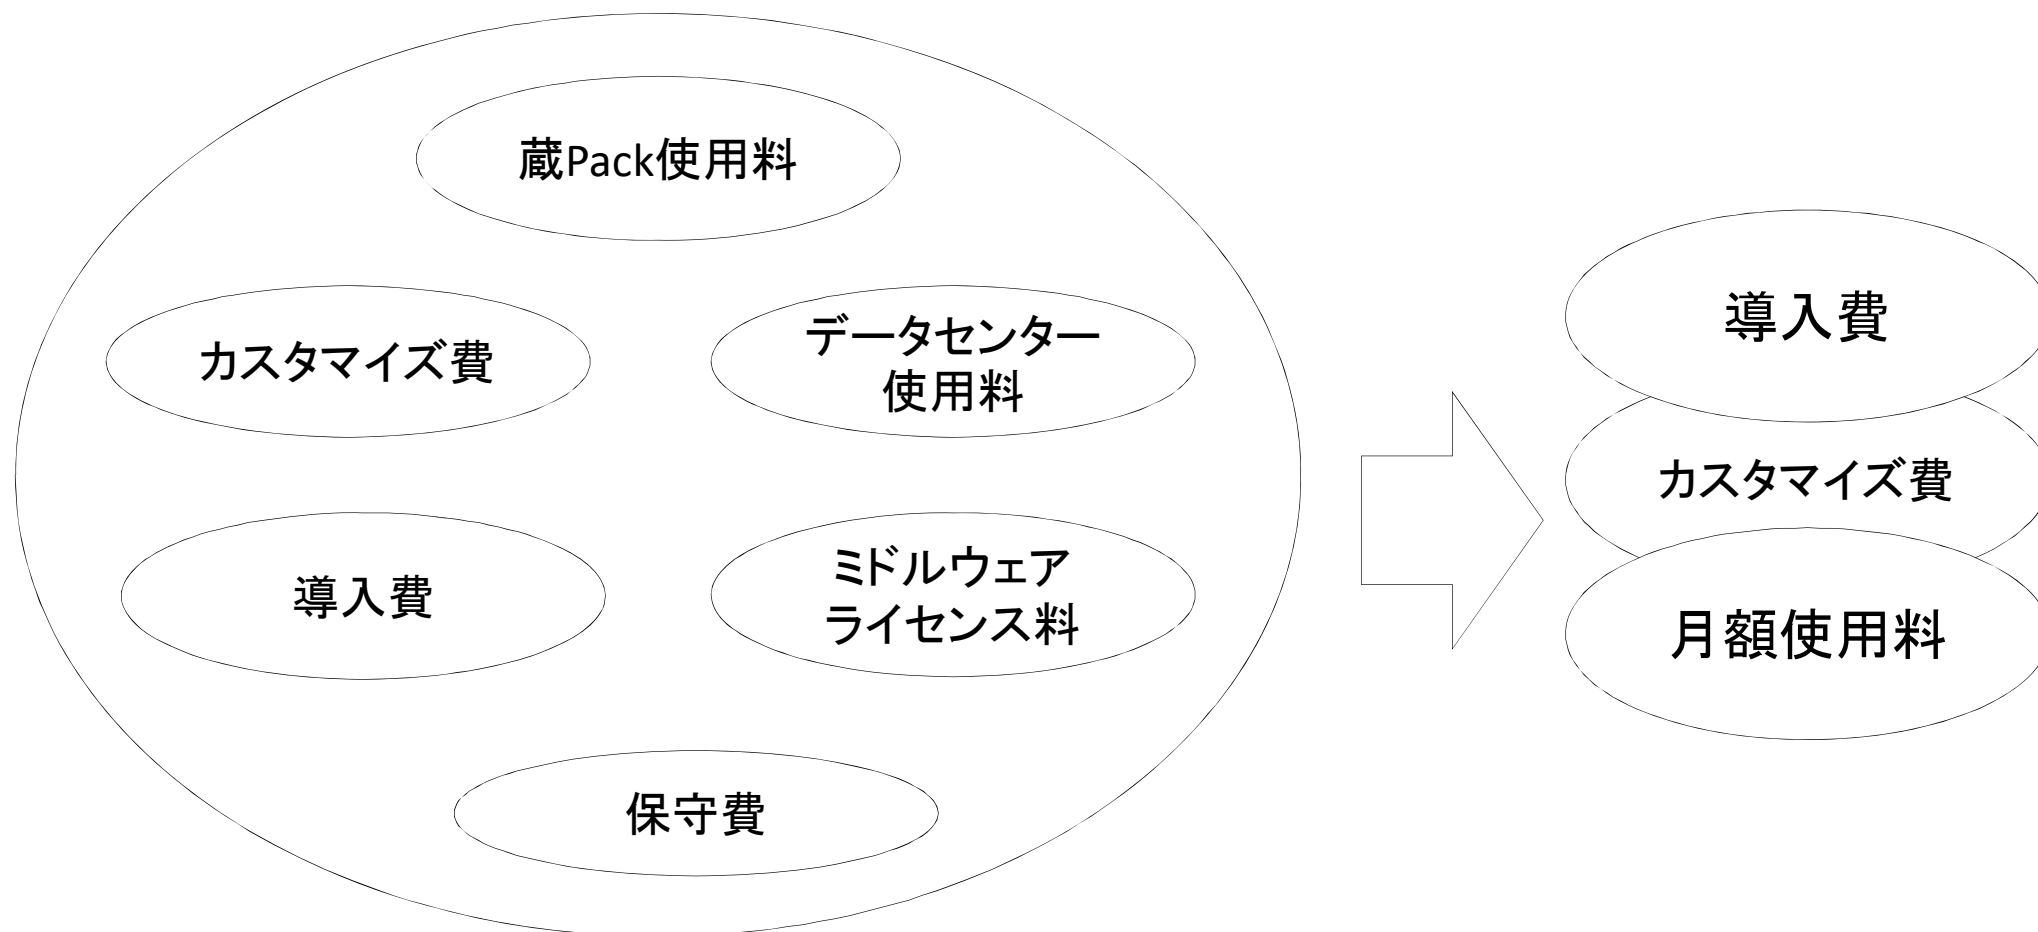 蔵Pack使用料
カスタマイズ費
データセンター
使用料
導入費
ミドルウェア
ライセンス料
保守費
導入費
カスタマイズ費
月額使用料